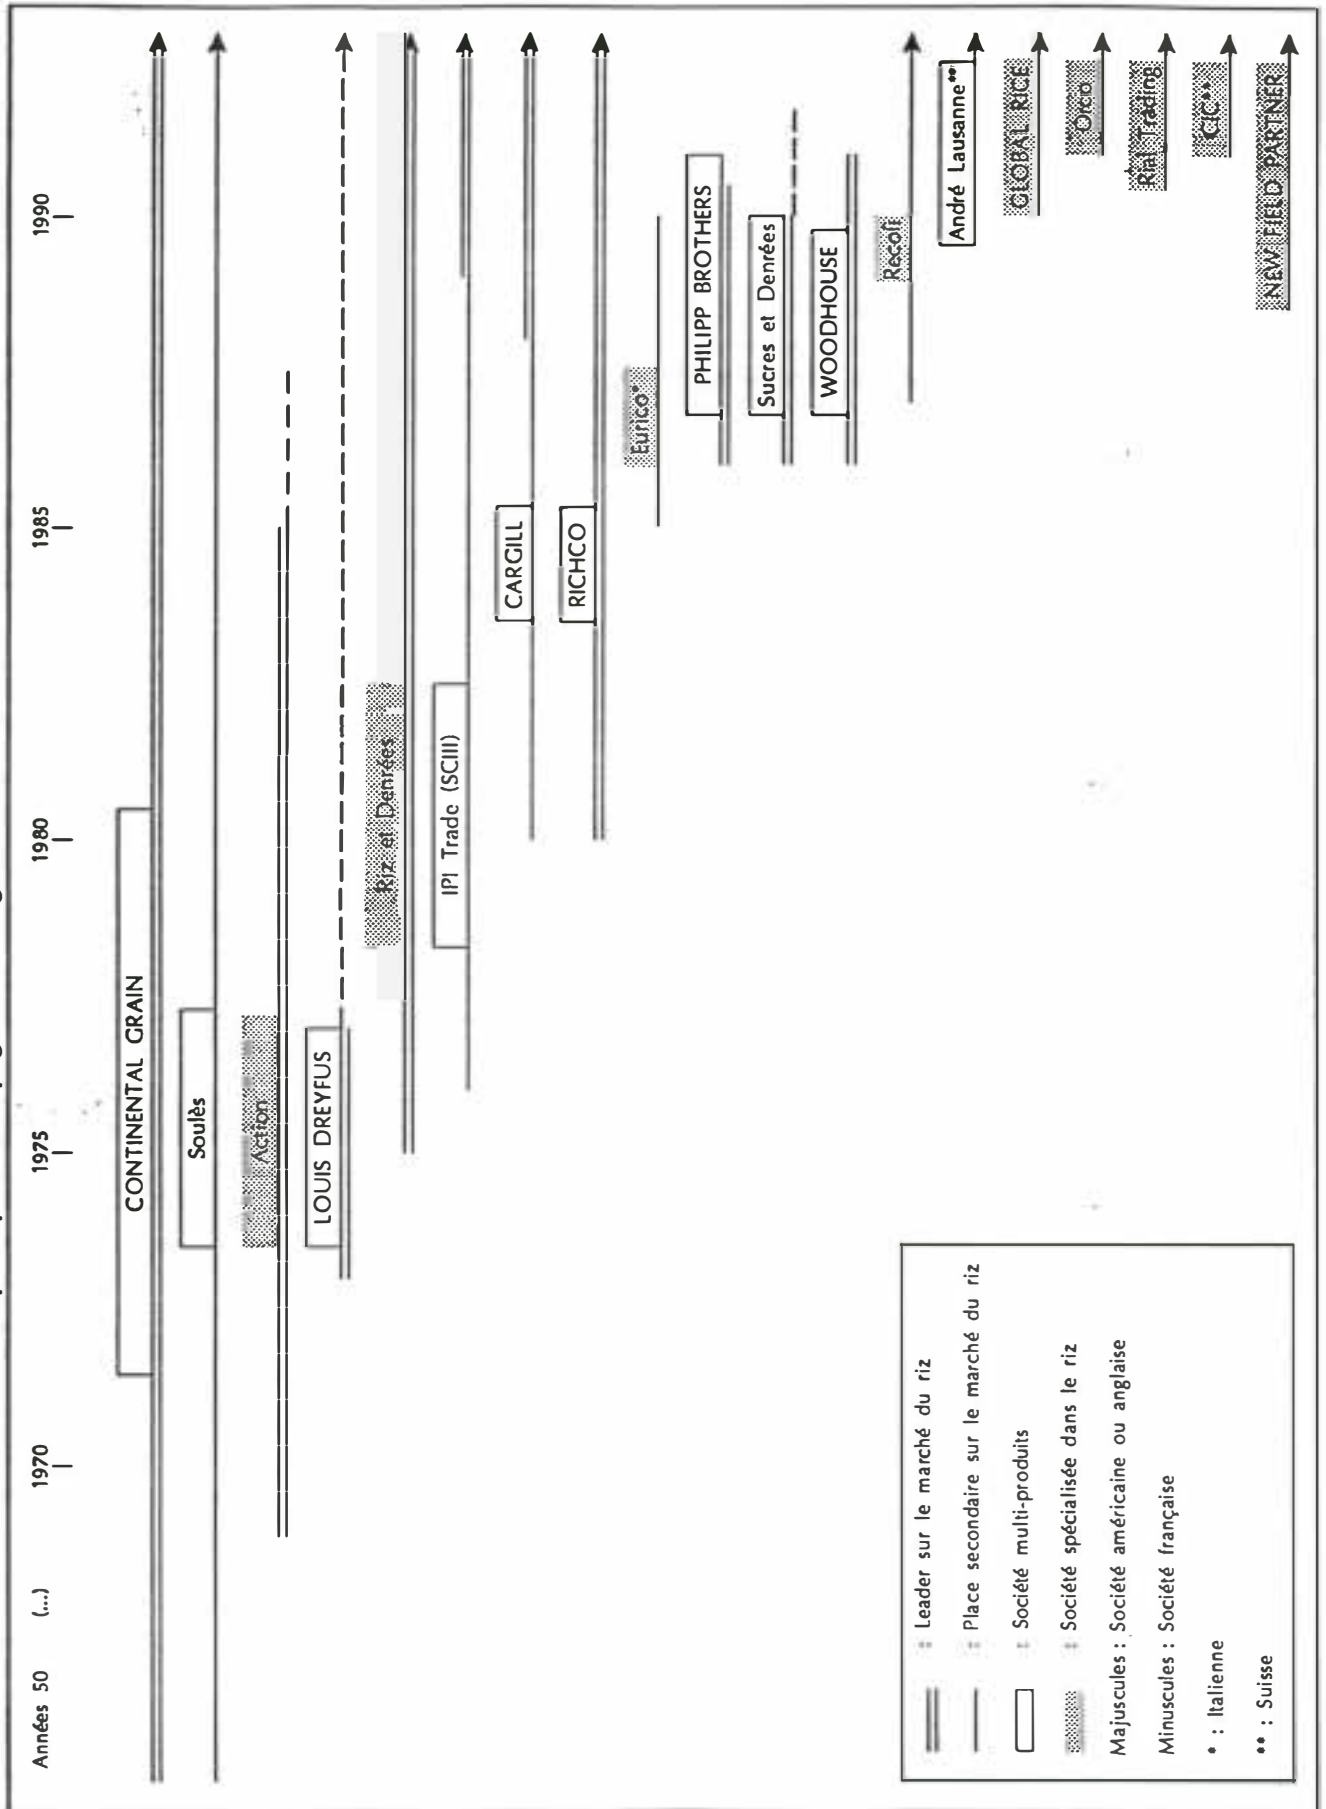 Années 50 (...) 1970 1975 1980 1985 1990
CONTINENTAL GRAIN
Soulès
Action
LOUIS DREYFUS
Riz et Denrées
IPI Trade (SCIII)
CARGILL
RICHCO
Eurico*
PHILIPP BROTHERS
Sucres et Denrées
WOODHOUSE
Recofi
André Lausanne**
GLOBAL RICE
Orco
Rial Trading
CIC**
NEW FIELD PARTNER
: Leader sur le marché du riz
: Place secondaire sur le marché du riz
: Société multi-produits
: Société spécialisée dans le riz
Majuscules : Société américaine ou anglaise
Minuscules : Société française
* : Italienne
** : Suisse